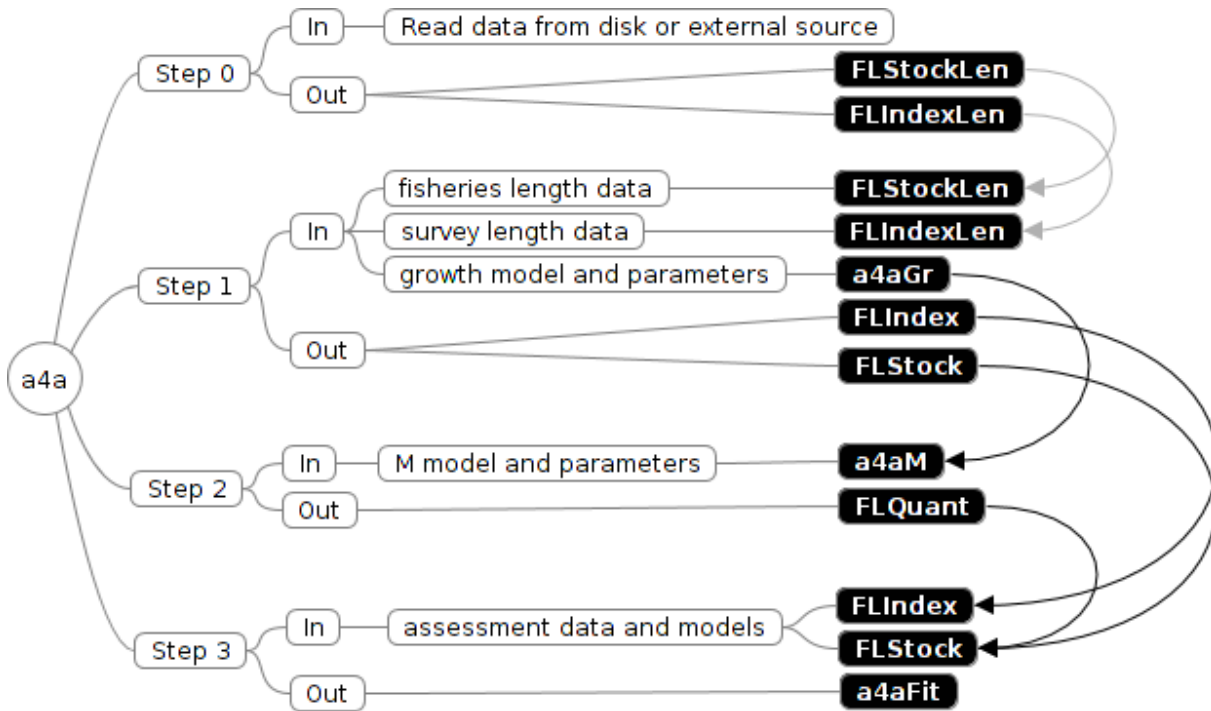 a4a
Step 0
In
Read data from disk or external source
Out
FLStockLen
FLIndexLen
Step 1
In
fisheries length data
FLStockLen
survey length data
FLIndexLen
growth model and parameters
a4aGr
Out
FLIndex
FLStock
Step 2
In
M model and parameters
a4aM
Out
FLQuant
Step 3
In
assessment data and models
FLIndex
FLStock
Out
a4aFit